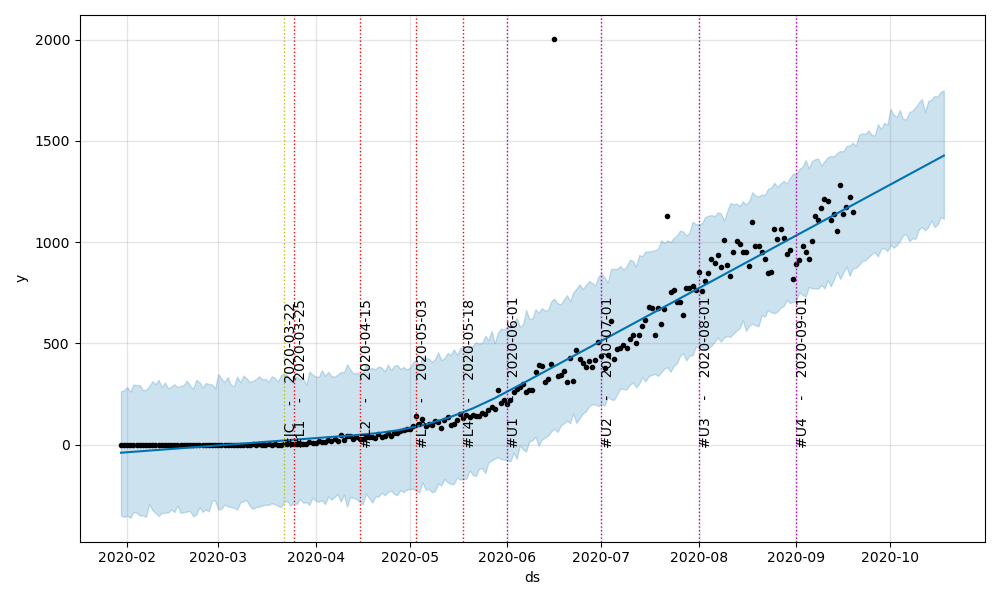 2000
1500
1000
500
0
y
#JC - 2020-03-22
#L1 - 2020-03-25
#L2 - 2020-04-15
2020-05-03
#L4 - 2020-05-18
#U1 - 2020-06-01
#U2 - 2020-07-01
#U3 - 2020-08-01
#U4 - 2020-09-01
2020-02
2020-03
2020-04
2020-05
2020-06
2020-07
2020-08
2020-09
2020-10
ds